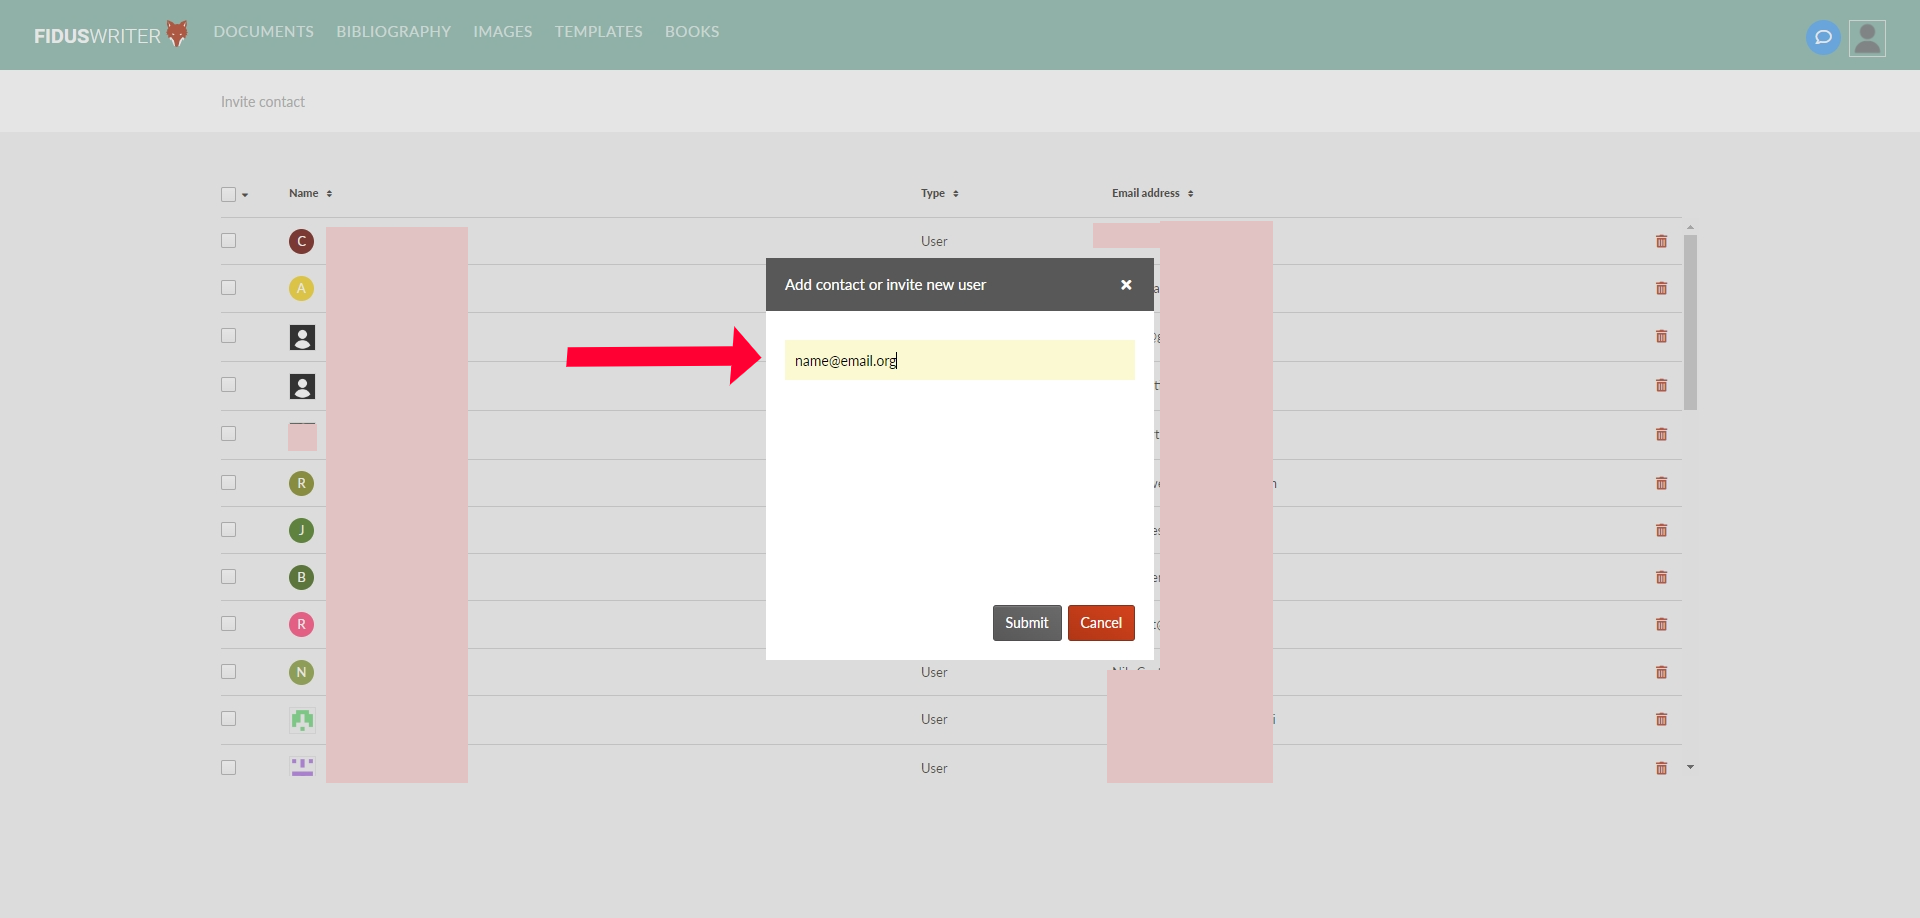 FIDUSWRITER DOCUMENTS BIBLIOGRAPHY IMAGES TEMPLATES BOOKS
Invite contact
Name Type Email address
C User
A
R
J
B
R
N User
User
User
Add contact or invite new user
name@email.org
Submit Cancel